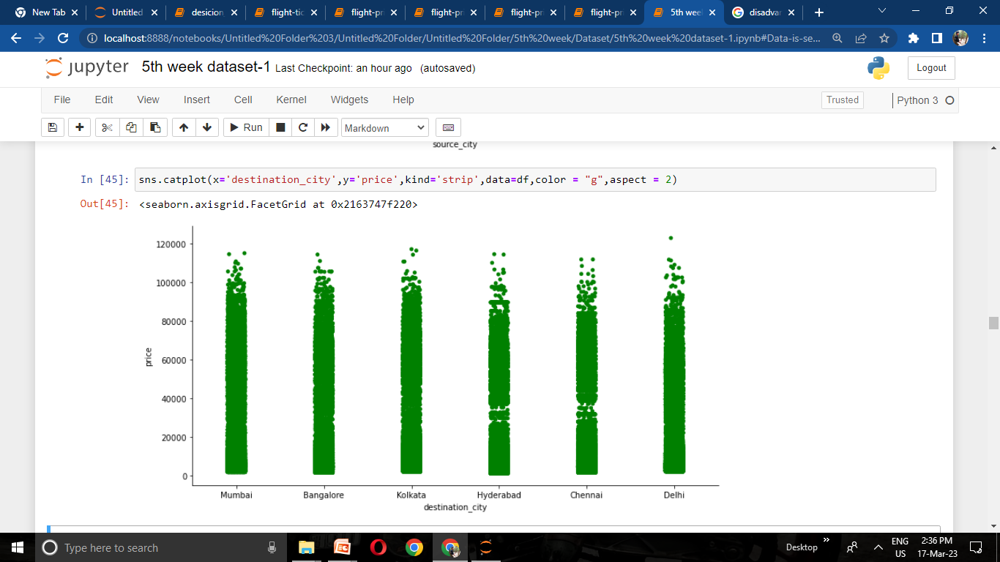 New Tab
Untitled
desicion
flight-tic
flight-pr
flight-pr
flight-pr
flight-pr
5th wee
disadva
localhost:8888/notebooks/Untitled%20Folder%203/Untitled%20Folder/Untitled%20Folder/5th%20week/Dataset/5th%20week%20dataset-1.ipynb#Data-is-se...
jupyter 5th week dataset-1 Last Checkpoint: an hour ago (autosaved)
Logout
File Edit View Insert Cell Kernel Widgets Help
Trusted
Python 3
Run
Markdown
source_city
In [45]: sns.catplot(x='destination_city',y='price',kind='strip',data=df,color = "g",aspect = 2)
Out[45]: <seaborn.axisgrid.FacetGrid at 0x2163747f220>
120000
100000
80000
60000
40000
20000
0
price
Mumbai Bangalore Kolkata Hyderabad Chennai Delhi
destination_city
Type here to search
Desktop
ENG
US
2:36 PM
17-Mar-23